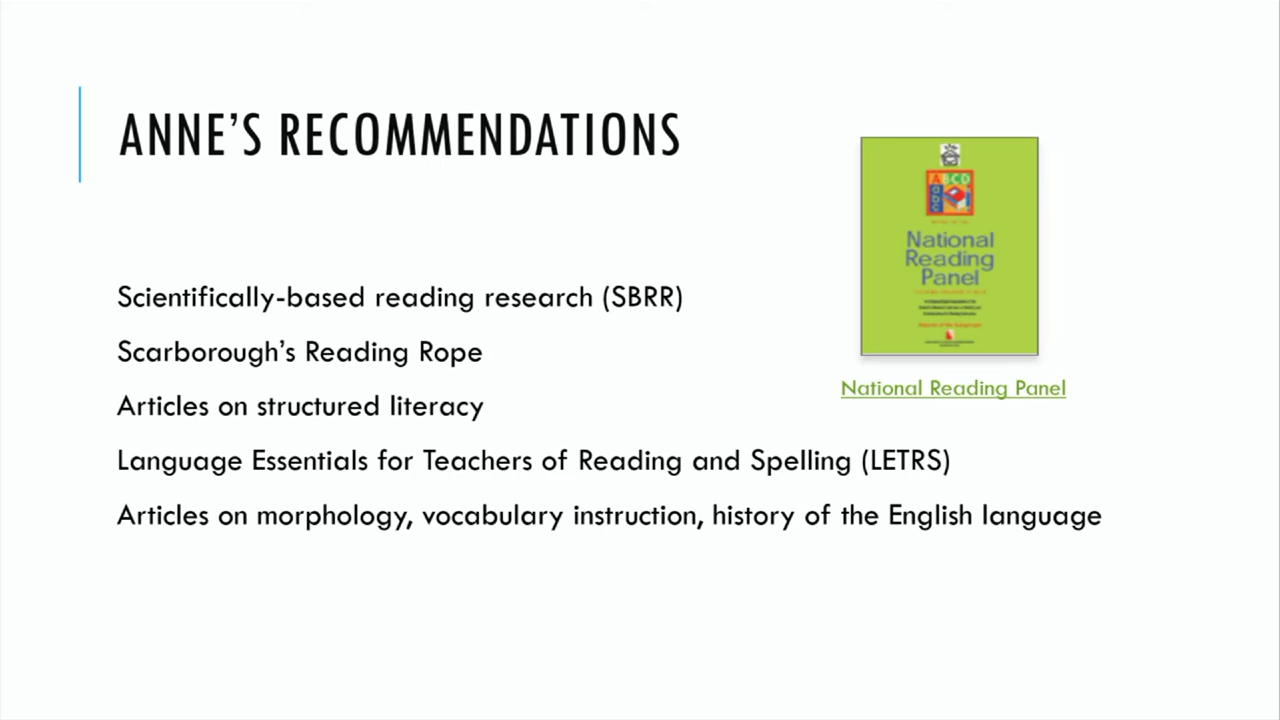 ANNE'S RECOMMENDATIONS
Scientifically-based reading research (SBRR)
Scarborough's Reading Rope
Articles on structured literacy
Language Essentials for Teachers of Reading and Spelling (LETRS)
Articles on morphology, vocabulary instruction, history of the English language
ABCD
abc
National
Reading
Panel
National Reading Panel